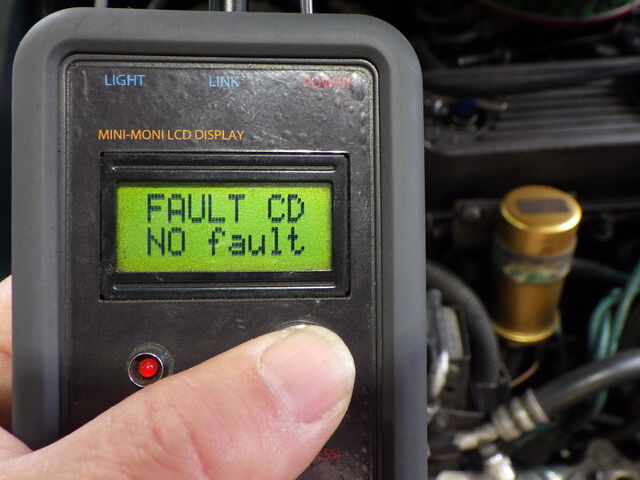 LIGHT LINK POWER
MINI-MONI LCD DISPLAY
FAULT CD
NO fault